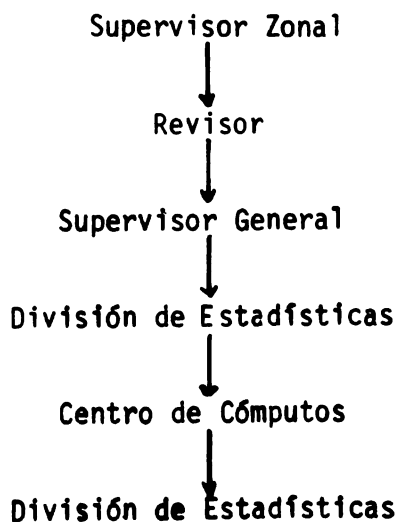 Supervisor Zonal
Revisor
Supervisor General
División de Estadísticas
Centro de Cómputos
División de Estadísticas